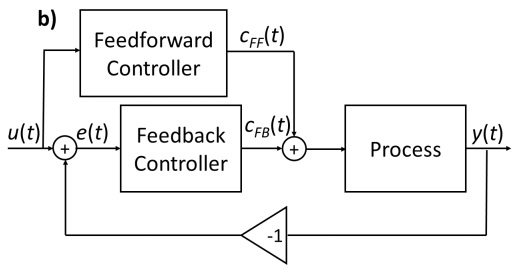 b)
Feedforward
Controller
c_FF(t)
u(t)
+
e(t)
Feedback
Controller
c_FB(t)
+
Process
y(t)
-1